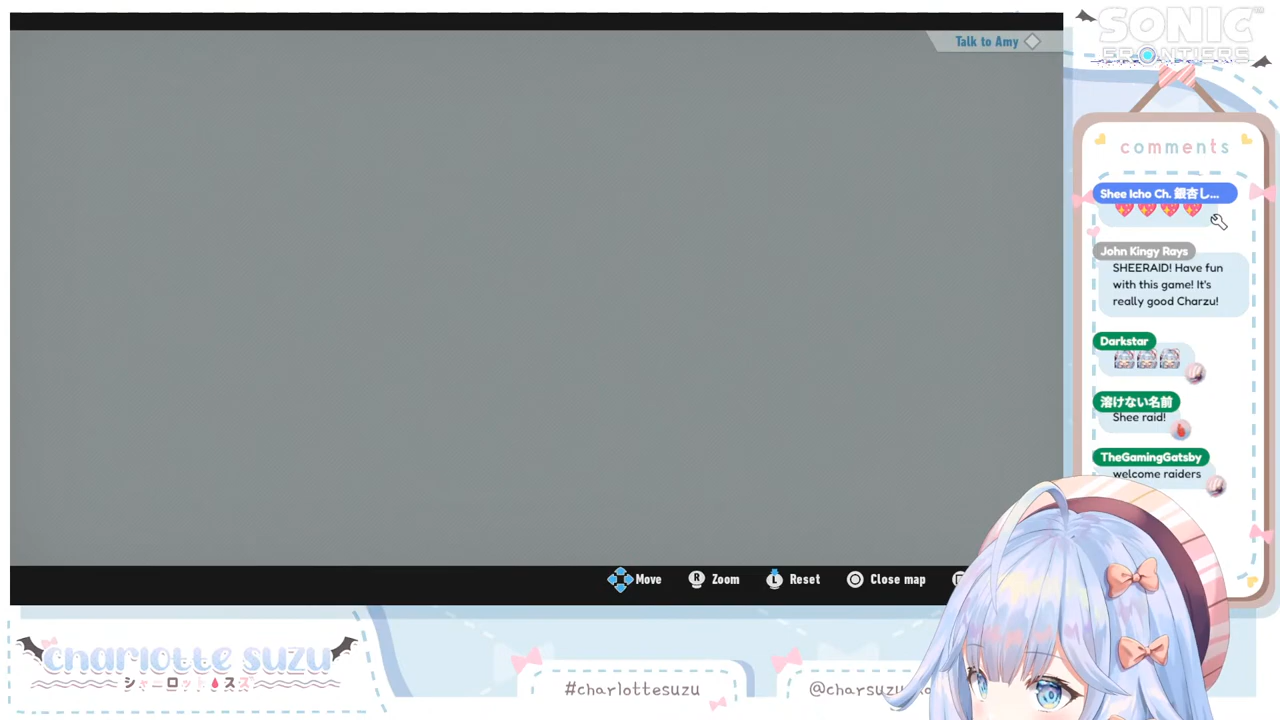 SONIC
FRONTIERS
Talk to Amy
comments
Shee Icho Ch. 銀杏し...
John Kingy Rays
SHEERAID! Have fun
with this game! It's
really good Charzu!
Darkstar
溶けない名前
Shee raid!
TheGamingGatsby
welcome raiders
Move
R Zoom
L Reset
Close map
charlotte suzu
シャーロット スズ
#charlottesuzu